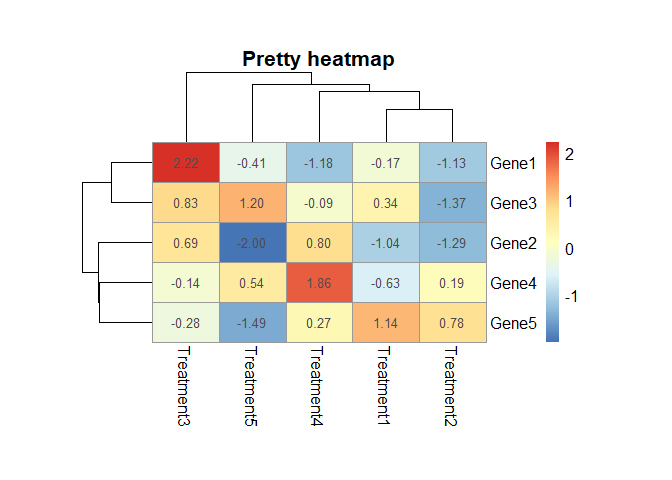 Pretty heatmap
2.22 -0.41 -1.18 -0.17 -1.13 Gene1
0.83 1.20 -0.09 0.34 -1.37 Gene3
0.69 -2.00 0.80 -1.04 -1.29 Gene2
-0.14 0.54 1.86 -0.63 0.19 Gene4
-0.28 -1.49 0.27 1.14 0.78 Gene5
Treatment3
Treatment5
Treatment4
Treatment1
Treatment2
2
1
0
-1